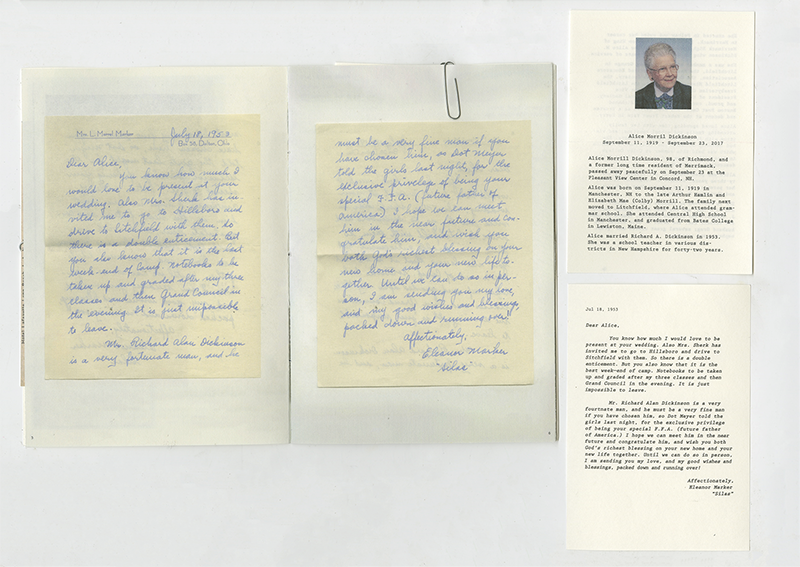 Mrs. L. Marcel Marker
July 18, 1953
Box 59, Dalton, Ohio
Dear Alice,
You know how much I
would love to be present at your
wedding. Also Mrs. Shark has in-
vited me to go to Hillsboro and
drive to Litchfield with them, so
there is a double enticement. But
you also know that it is the last
week-end of Camp. Notebooks to be
taken up and graded after my three
classes and then Grand Council in
the evening. It is just impossible
to leave.
Mr. Richard Alan Dickinson
is a very fortunate man, and he
must be a very fine man if you
have chosen him, as Dot Meyer
told the girls last night, for the
exclusive privilege of being your
special F.F.A. (future father of
America) I hope we can meet
him in the near future and con-
gratulate him, and wish you
both God's richest blessing on your
new home and your new life to-
gether. Until we can do so in per-
son, I am sending you my love,
and my good wishes and blessing,
packed down and running over!
Affectionately,
Eleanor Marker
"Silas"
Alice Morril Dickinson
September 11, 1919 - September 23, 2017
Alice Morrill Dickinson, 98, of Richmond, and
a former long time resident of Merrimack,
passed away peacefully on September 23 at the
Pleasant View Center in Concord, NH.
Alice was born on September 11, 1919 in
Manchester, NH to the late Arthur Hamlin and
Elizabeth Mae (Colby) Morrill. The family next
moved to Litchfield, where Alice attended gram-
mar school. She attended Central High School
in Manchester, and graduated from Bates College
in Lewiston, Maine.
Alice married Richard A. Dickinson in 1953.
She was a school teacher in various dis-
tricts in New Hampshire for forty-two years.
Jul 18, 1953
Dear Alice,
You know how much I would love to be
present at your wedding. Also Mrs. Shark has
invited me to go to Hillsboro and drive to
Pitchfield with them. So there is a double
enticement. But you also know that it is the
best week-end of camp. Notebooks to be taken
up and graded after my three classes and then
Grand Council in the evening. It is just
impossible to leave.
Mr. Richard Alan Dickinson is a very
fourtnate man, and he must be a very fine man
if you have chosen him, so Dot Meyer told the
girls last night, for the exclusive privilege
of being your special F.F.A. (future father
of America.) I hope we can meet him in the near
future and congratulate him, and wish you both
God's richest blessing on your new home and your
new life together. Until we can do so in person,
I am sending you my love, and my good wishes and
blessings, packed down and running over!
Affectionately,
Eleanor Marker
"Silas"